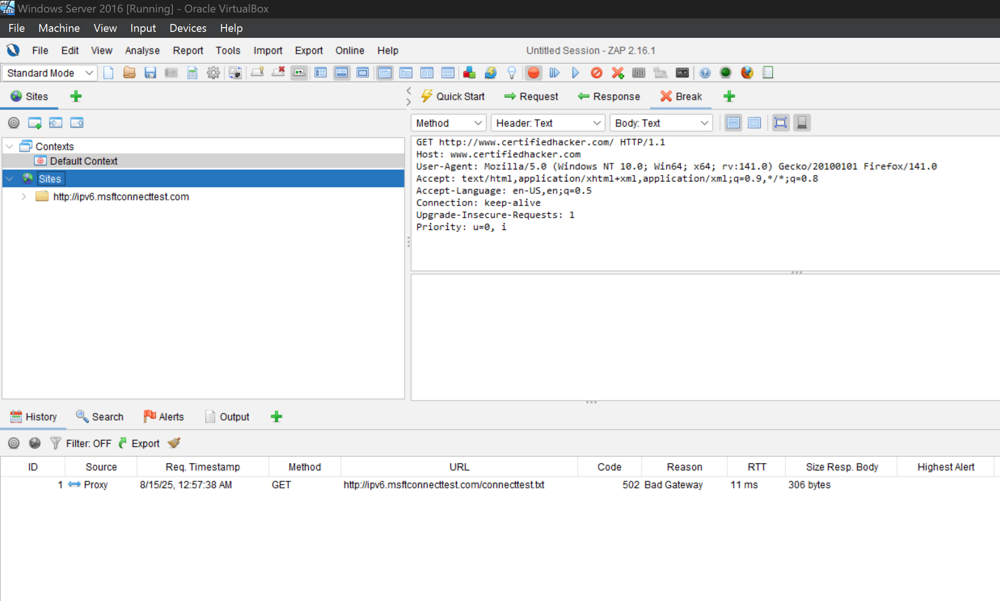 x64
2016
Windows Server 2016 [Running] - Oracle VirtualBox
File Machine View Input Devices Help
File Edit View Analyse Report Tools Import Export Online Help Untitled Session - ZAP 2.16.1
Standard Mode
Sites
Quick Start Request Response Break
Method Header: Text Body: Text
Contexts
Default Context
Sites
http://ipv6.msftconnecttest.com
GET http://www.certifiedhacker.com/ HTTP/1.1
Host: www.certifiedhacker.com
User-Agent: Mozilla/5.0 (Windows NT 10.0; Win64; x64; rv:141.0) Gecko/20100101 Firefox/141.0
Accept: text/html,application/xhtml+xml,application/xml;q=0.9,*/*;q=0.8
Accept-Language: en-US,en;q=0.5
Connection: keep-alive
Upgrade-Insecure-Requests: 1
Priority: u=0, i
History Search Alerts Output
Filter: OFF Export
ID Source Req. Timestamp Method URL Code Reason RTT Size Resp. Body Highest Alert
1 Proxy 8/15/25, 12:57:38 AM GET http://ipv6.msftconnecttest.com/connecttest.txt 502 Bad Gateway 11 ms 306 bytes